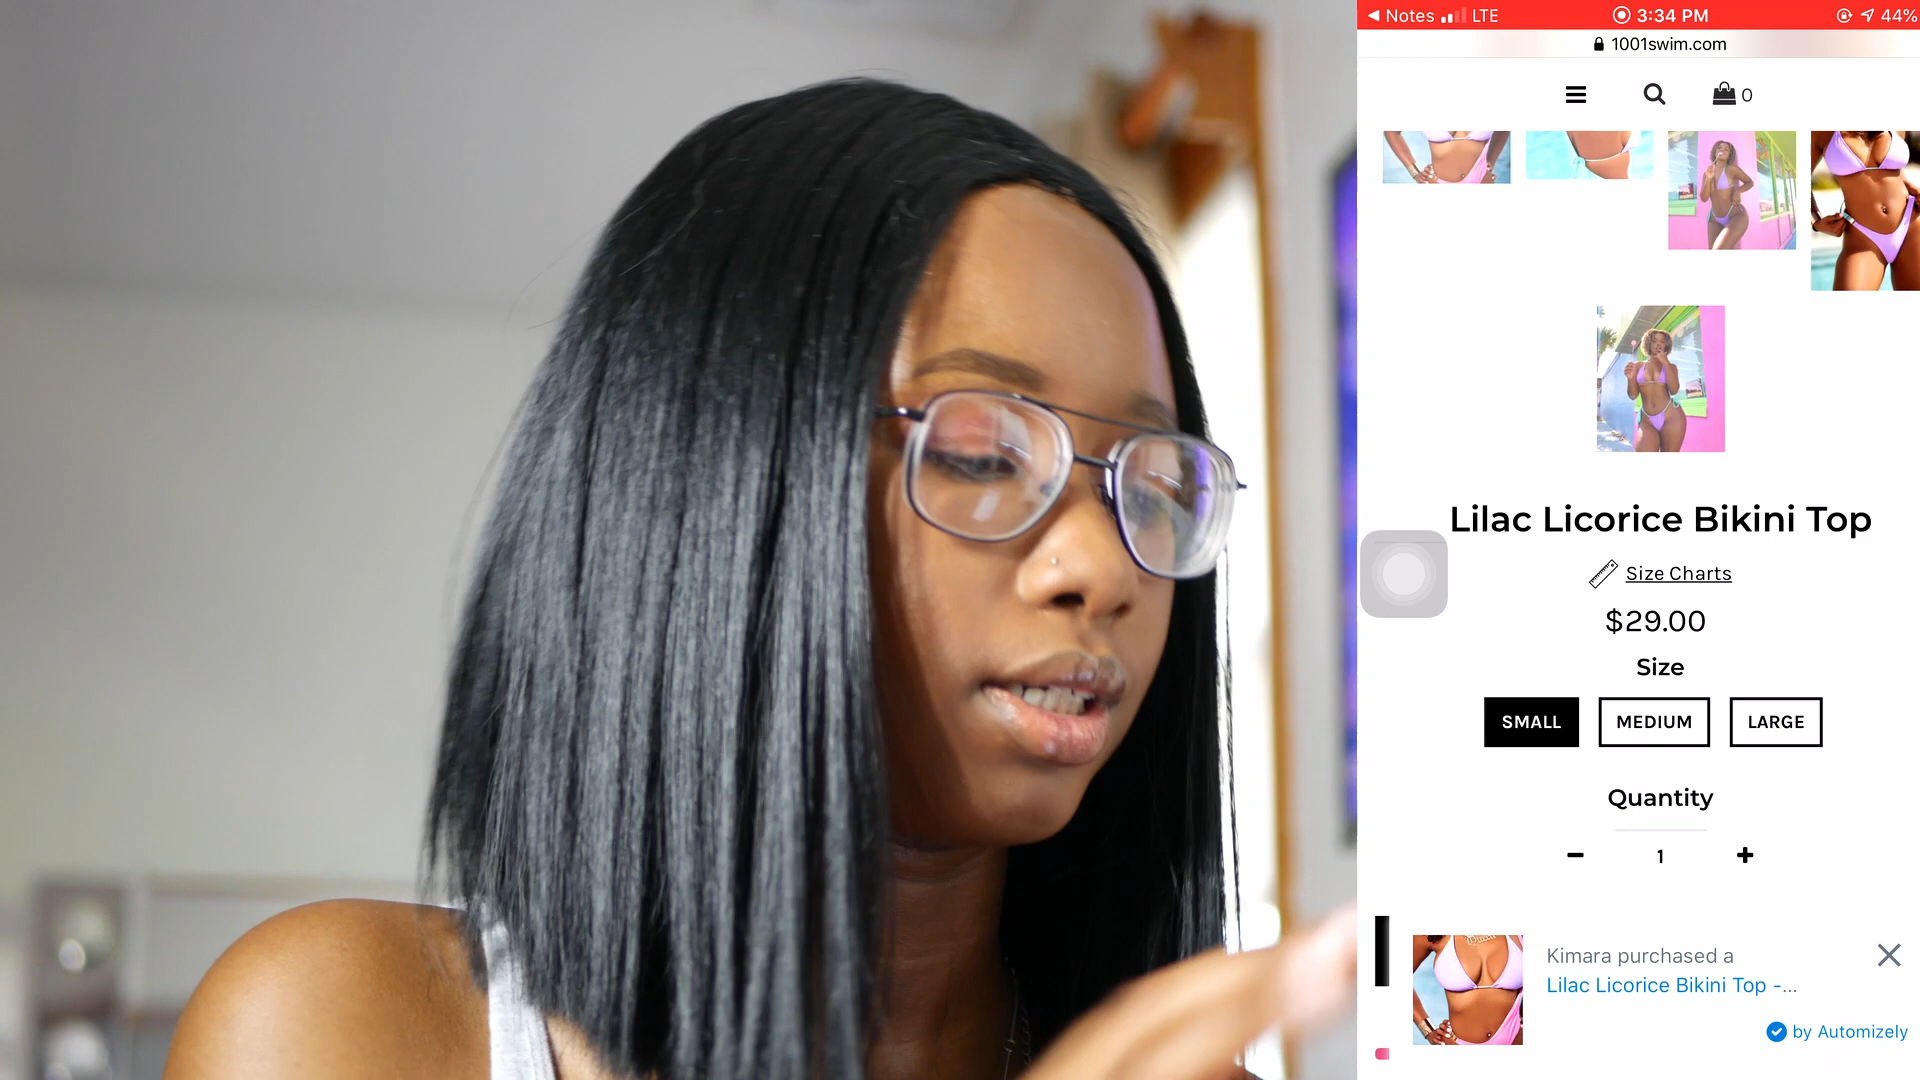 Notes LTE 3:34 PM 44%
1001swim.com
0
Lilac Licorice Bikini Top
Size Charts
$29.00
Size
SMALL MEDIUM LARGE
Quantity
1
Kimara purchased a
Lilac Licorice Bikini Top -...
by Automizely